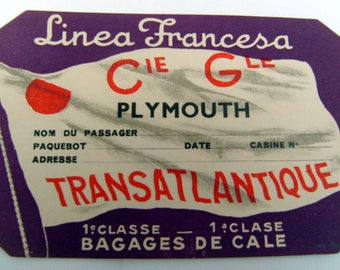 Linea Francesa
CIE GLE
PLYMOUTH
NOM DU PASSAGER
PAQUEBOT DATE CABINE Nº
ADRESSE
TRANSATLANTIQUE
1ᵉ CLASSE — 1ª CLASE
BAGAGES DE CALE